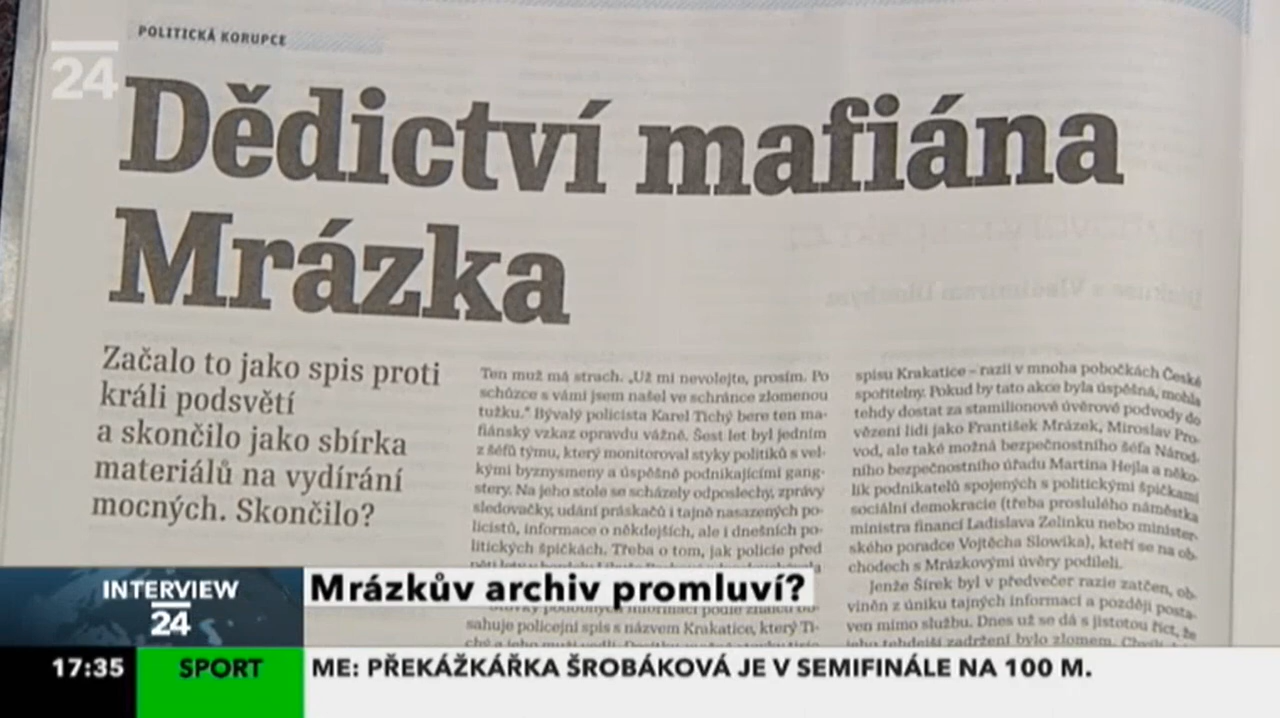 24
POLITICKÁ KORUPCE
Dědictví mafiána
Mrázka
Začalo to jako spis proti
králi podsvětí
a skončilo jako sbírka
materiálů na vydírání
mocných. Skončilo?
Ten muž má strach. „Už mi nevolejte, prosím. Po
schůzce s vámi jsem našel ve schránce zlomenou
tužku.“ Bývalý policista Karel Tichý bere ten ma-
fiánský vzkaz opravdu vážně. Šest let byl jedním
z šéfů týmu, který monitoroval styky politiků s vel-
kými byznysmeny a úspěšně podnikajícími gang-
stery. Na jeho stole se scházely odposlechy, zprávy
sledovačky, udání práskačů a tajně nasazených po-
licistů, informace o někdejších, ale i dnešních po-
litických špičkách. Třeba o tom, jak policie před
podobných informací podle
sahuje policejní spis s názvem Krakatice, který Ti-
spisu Krakatice – razil v mnoha pobočkách České
spořitelny. Pokud by tato akce byla úspěšná, mohla
tehdy dostat za stamilionové úvěrové podvody do
vězení lidi jako František Mrázek, Miroslav Pro-
vod, ale také možná bezpečnostního šéfa Národ-
ního bezpečnostního úřadu Martina Hejla a něko-
lik podnikatelů spojených s politickými špičkami
sociální demokracie (třeba proslulého náměstka
ministra financí Ladislava Zelinku nebo minister-
ského poradce Vojtěcha Slowika), kteří se na ob-
chodech s Mrázkovými úvěry podíleli.
Jenže Šírek byl v předvečer razie zatčen, ob-
viněn z úniku tajných informací a později posta-
ven mimo službu. Dnes už se dá s jistotou říct, že
jeho tehdejší zadržení bylo zlomem.
INTERVIEW
24
Mrázkův archiv promluví?
17:35 SPORT ME: PŘEKÁŽKÁŘKA ŠROBÁKOVÁ JE V SEMIFINÁLE NA 100 M.